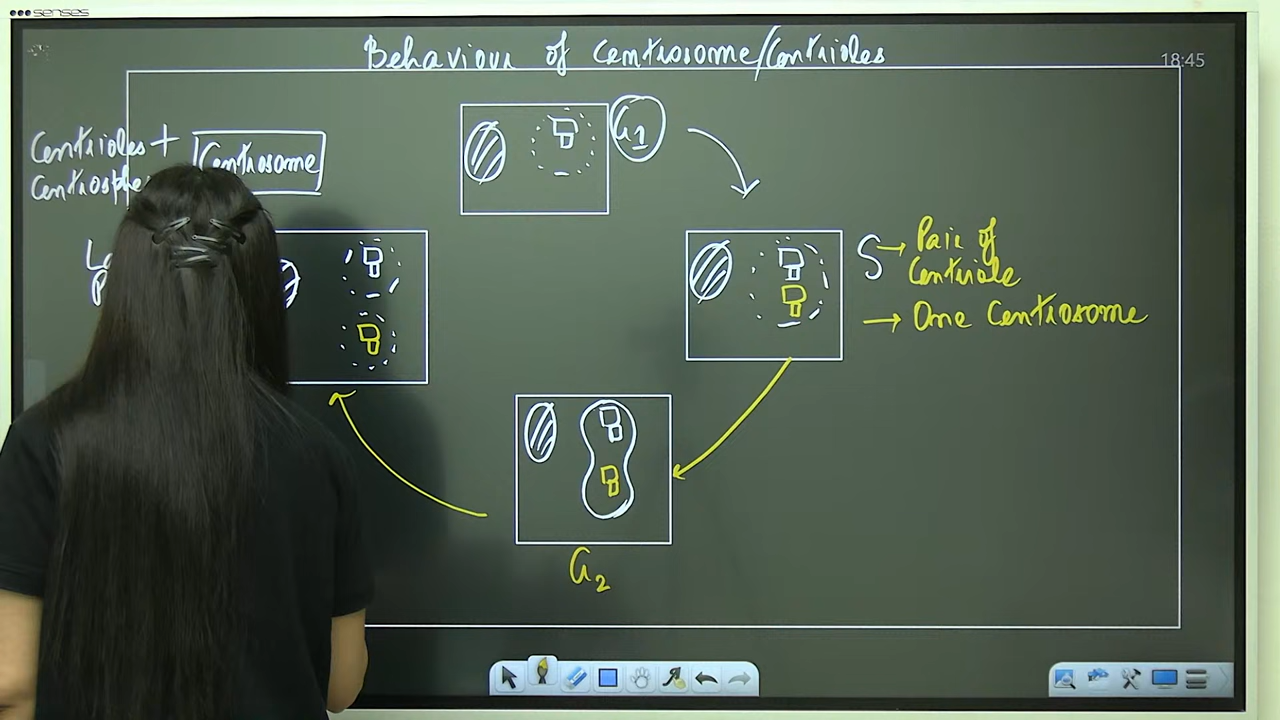 senses
Behaviour of Centrosome/Centrioles
18:45
Centrioles +
Centrosome
G1
S → Pair of
Centriole
→ One Centrosome
G2